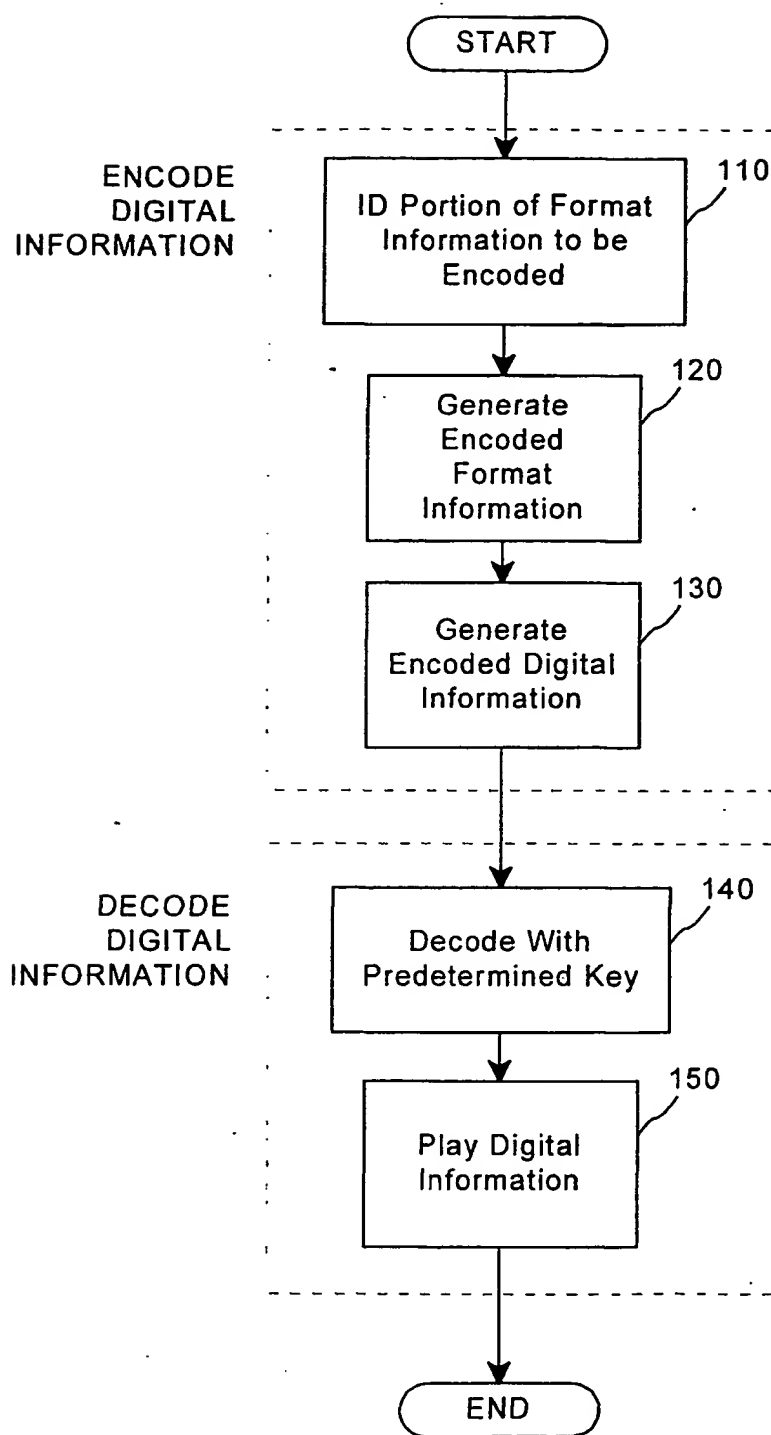 START
ENCODE
DIGITAL
INFORMATION
110
ID Portion of Format
Information to be
Encoded
120
Generate
Encoded
Format
Information
130
Generate
Encoded Digital
Information
DECODE
DIGITAL
INFORMATION
140
Decode With
Predetermined Key
150
Play Digital
Information
END